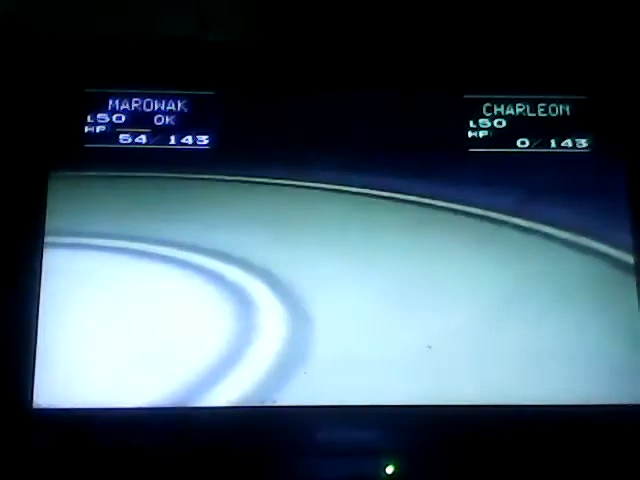 MAROWAK
L50 OK
HP
54/ 143
CHARLEON
L50
HP
0/ 143